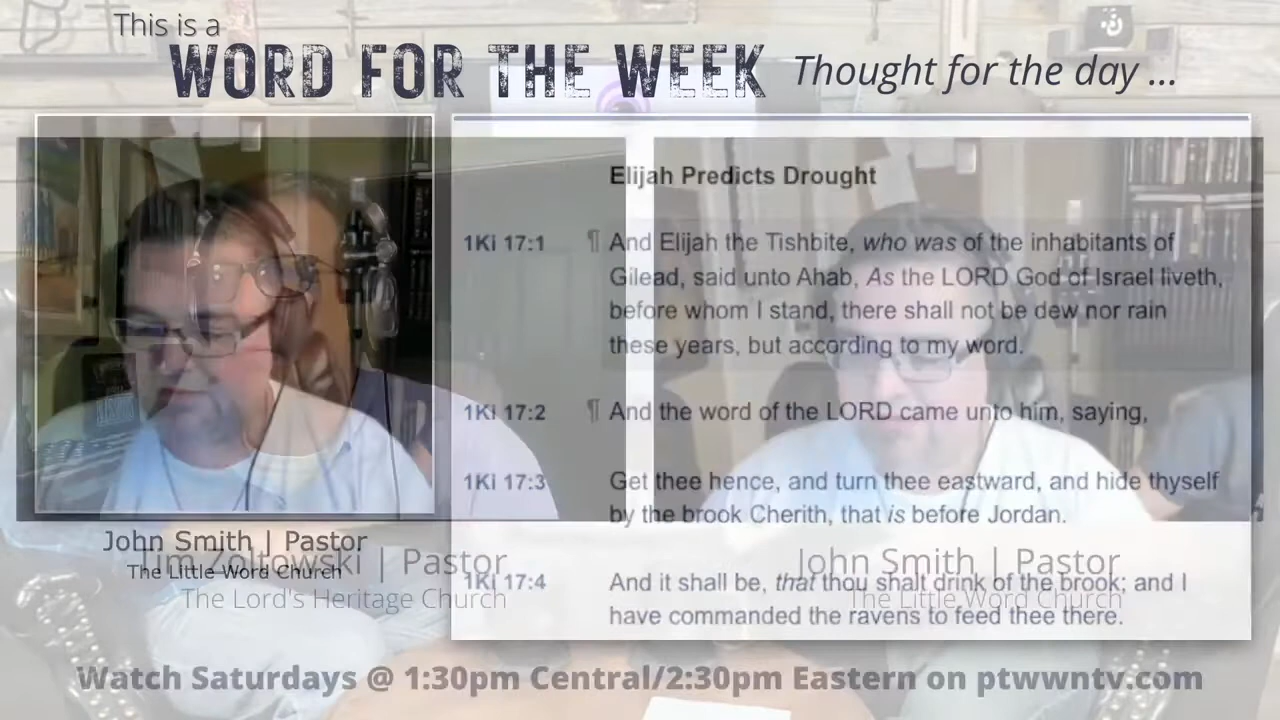 This is a
WORD FOR THE WEEK Thought for the day ...
Elijah Predicts Drought
1Ki 17:1 ¶ And Elijah the Tishbite, who was of the inhabitants of
Gilead, said unto Ahab, As the LORD God of Israel liveth,
before whom I stand, there shall not be dew nor rain
these years, but according to my word.
1Ki 17:2 ¶ And the word of the LORD came unto him, saying,
1Ki 17:3 Get thee hence, and turn thee eastward, and hide thyself
by the brook Cherith, that is before Jordan.
1Ki 17:4 And it shall be, that thou shalt drink of the brook; and I
have commanded the ravens to feed thee there.
John Smith | Pastor
The Little Word Church
Tim Zoltowski | Pastor
The Lord's Heritage Church
John Smith | Pastor
The Little Word Church
Watch Saturdays @ 1:30pm Central/2:30pm Eastern on ptwwntv.com